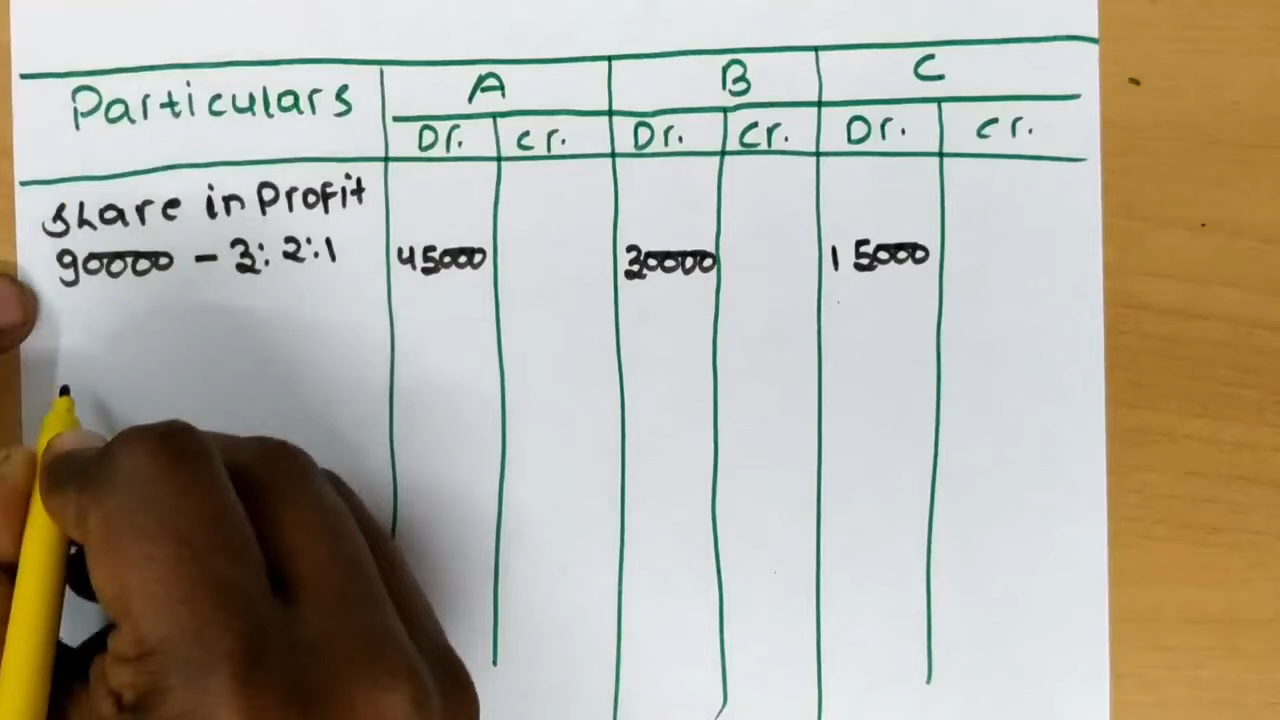 Particulars A B C
Dr. Cr. Dr. Cr. Dr. Cr.
Share in Profit
90000 - 3:2:1 45000 30000 15000